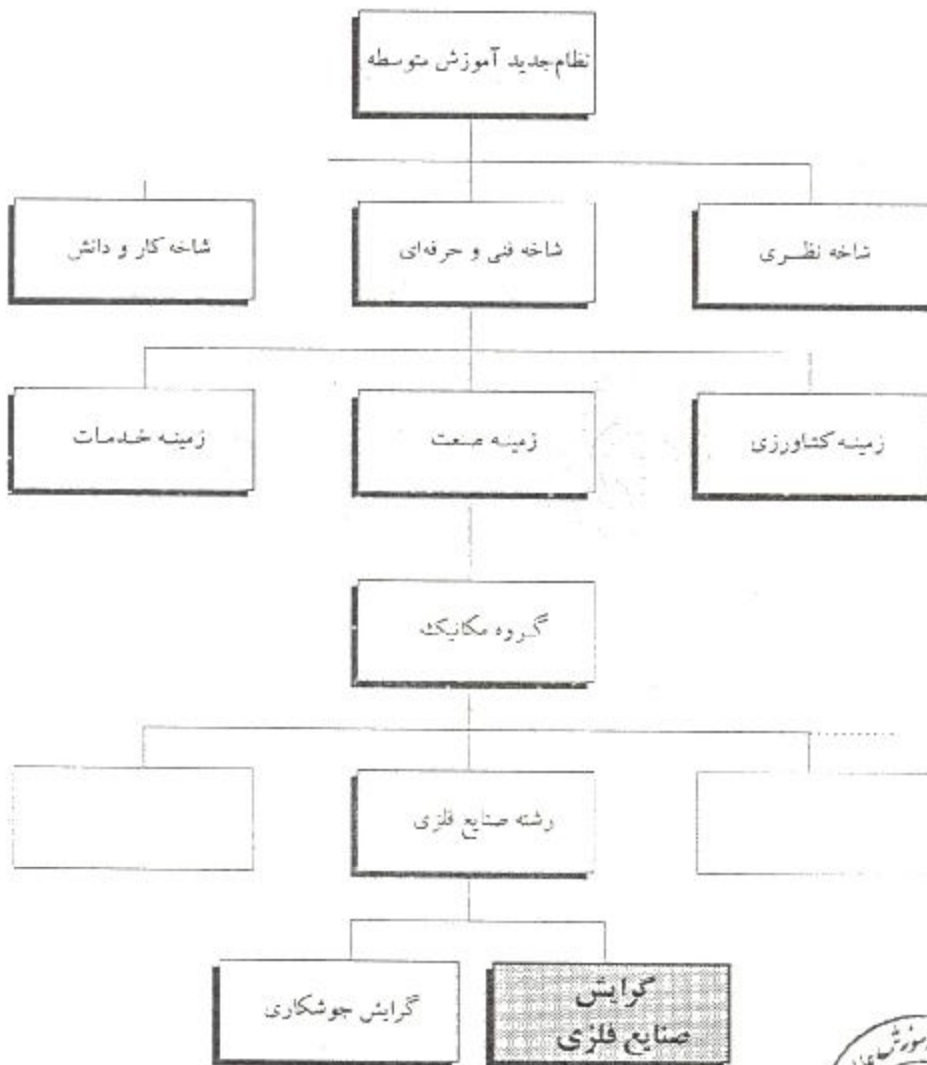 نظام‌جدید آموزش متوسطه
شاخه نظری
شاخه فنی و حرفه‌ای
شاخه کار و دانش
زمینه کشاورزی
زمینه صنعت
زمینه خدمات
گروه مکانیک
رشته صنایع فلزی
گرایش
صنایع فلزی
گرایش جوشکاری